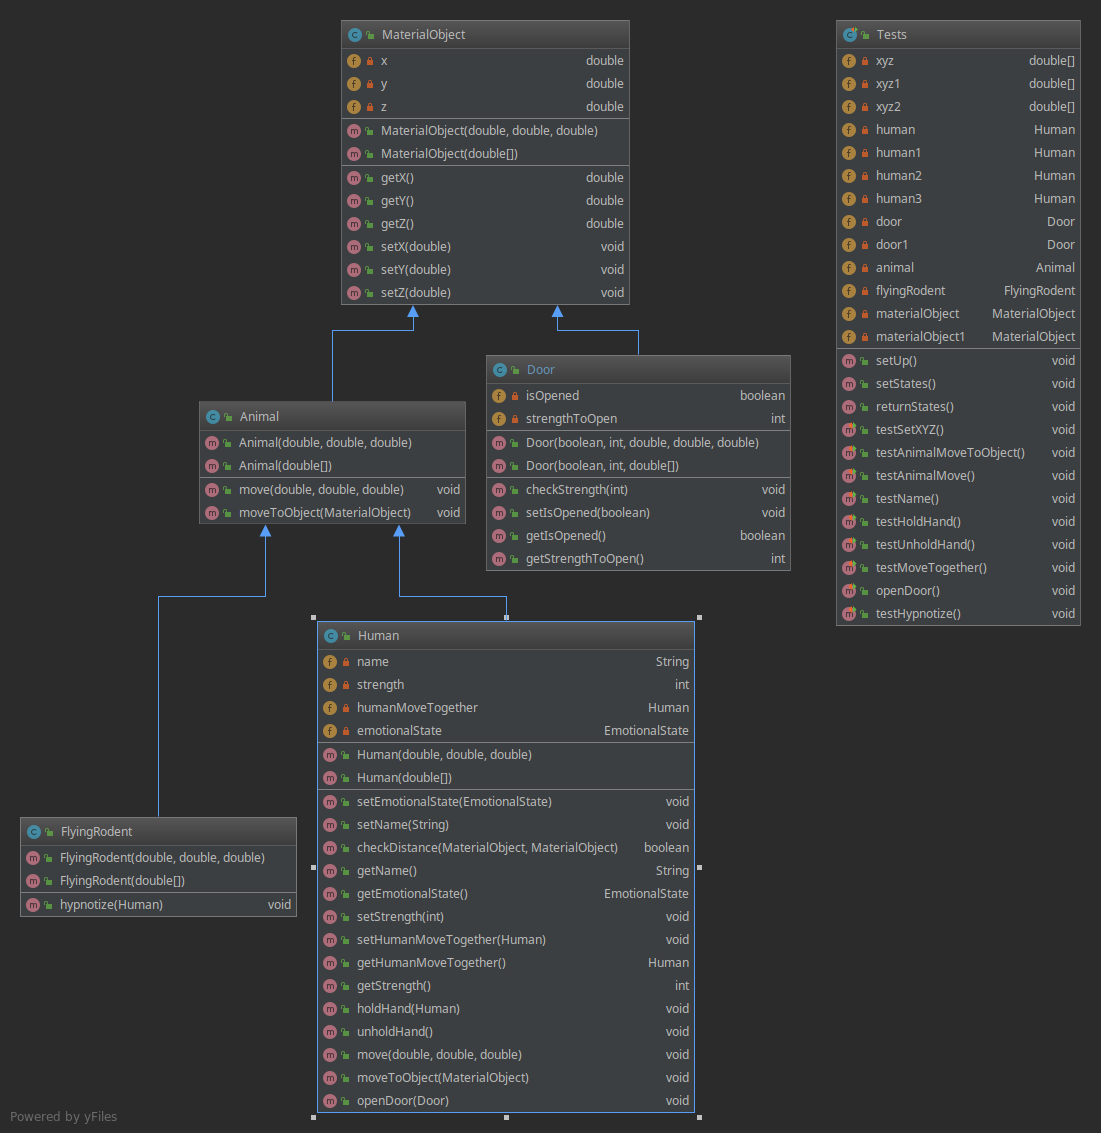 MaterialObject
x double
y double
z double
MaterialObject(double, double, double)
MaterialObject(double[])
getX() double
getY() double
getZ() double
setX(double) void
setY(double) void
setZ(double) void
Tests
xyz double[]
xyz1 double[]
xyz2 double[]
human Human
human1 Human
human2 Human
human3 Human
door Door
door1 Door
animal Animal
flyingRodent FlyingRodent
materialObject MaterialObject
materialObject1 MaterialObject
setUp() void
setStates() void
returnStates() void
testSetXYZ() void
testAnimalMoveToObject() void
testAnimalMove() void
testName() void
testHoldHand() void
testUnholdHand() void
testMoveTogether() void
openDoor() void
testHypnotize() void
Door
isOpened boolean
strengthToOpen int
Door(boolean, int, double, double, double)
Door(boolean, int, double[])
checkStrength(int) void
setIsOpened(boolean) void
getIsOpened() boolean
getStrengthToOpen() int
Animal
Animal(double, double, double)
Animal(double[])
move(double, double, double) void
moveToObject(MaterialObject) void
Human
name String
strength int
humanMoveTogether Human
emotionalState EmotionalState
Human(double, double, double)
Human(double[])
setEmotionalState(EmotionalState) void
setName(String) void
checkDistance(MaterialObject, MaterialObject) boolean
getName() String
getEmotionalState() EmotionalState
setStrength(int) void
setHumanMoveTogether(Human) void
getHumanMoveTogether() Human
getStrength() int
holdHand(Human) void
unholdHand() void
move(double, double, double) void
moveToObject(MaterialObject) void
openDoor(Door) void
FlyingRodent
FlyingRodent(double, double, double)
FlyingRodent(double[])
hypnotize(Human) void
Powered by yFiles